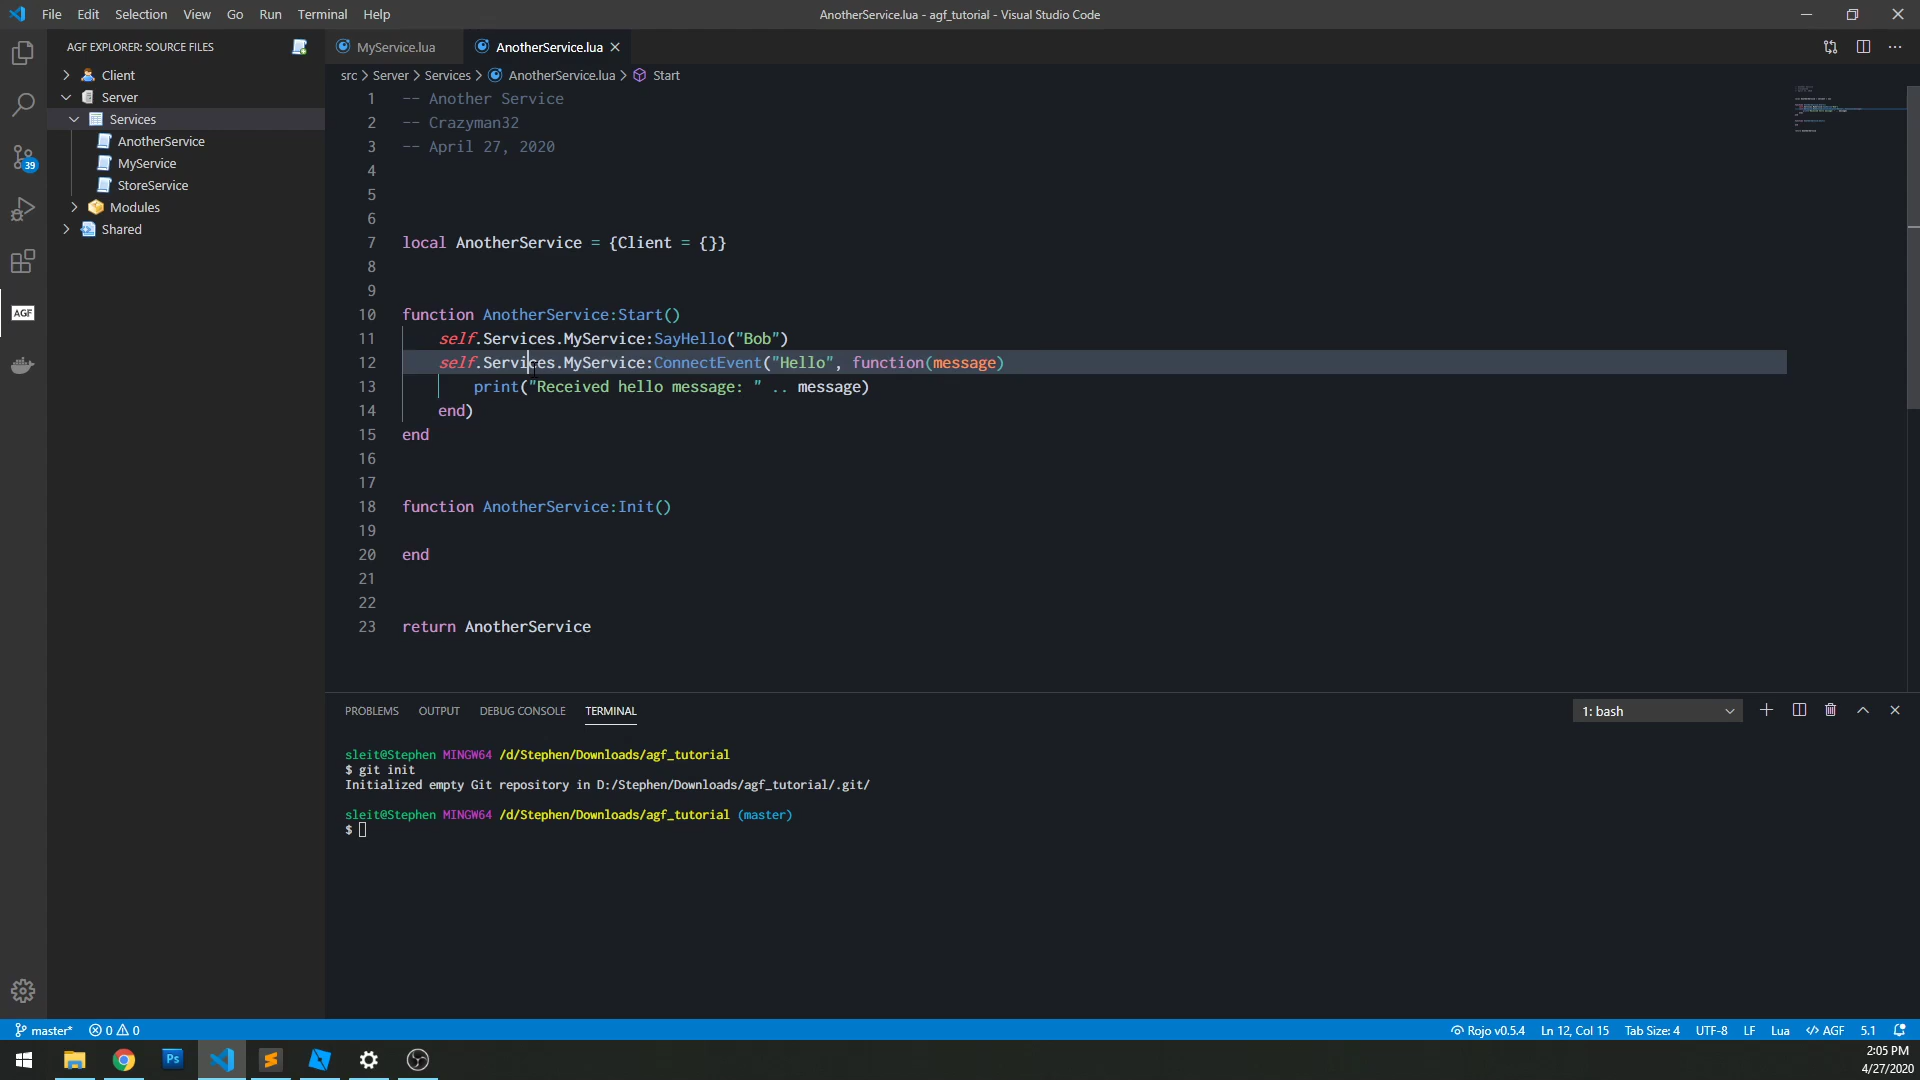 File Edit Selection View Go Run Terminal Help
AnotherService.lua - agf_tutorial - Visual Studio Code
AGF EXPLORER: SOURCE FILES
Client
Server
Services
AnotherService
MyService
StoreService
Modules
Shared
39
AGF
MyService.lua
AnotherService.lua
src > Server > Services > AnotherService.lua > Start
1 -- Another Service
2 -- Crazyman32
3 -- April 27, 2020
4
5
6
7 local AnotherService = {Client = {}}
8
9
10 function AnotherService:Start()
11 self.Services.MyService:SayHello("Bob")
12 self.Services.MyService:ConnectEvent("Hello", function(message)
13 print("Received hello message: " .. message)
14 end)
15 end
16
17
18 function AnotherService:Init()
19
20 end
21
22
23 return AnotherService
PROBLEMS OUTPUT DEBUG CONSOLE TERMINAL
1: bash
sleit@Stephen MINGW64 /d/Stephen/Downloads/agf_tutorial
$ git init
Initialized empty Git repository in D:/Stephen/Downloads/agf_tutorial/.git/
sleit@Stephen MINGW64 /d/Stephen/Downloads/agf_tutorial (master)
$
master* 0 0
Rojo v0.5.4 Ln 12, Col 15 Tab Size: 4 UTF-8 LF Lua AGF 5.1
Ps
2:05 PM
4/27/2020